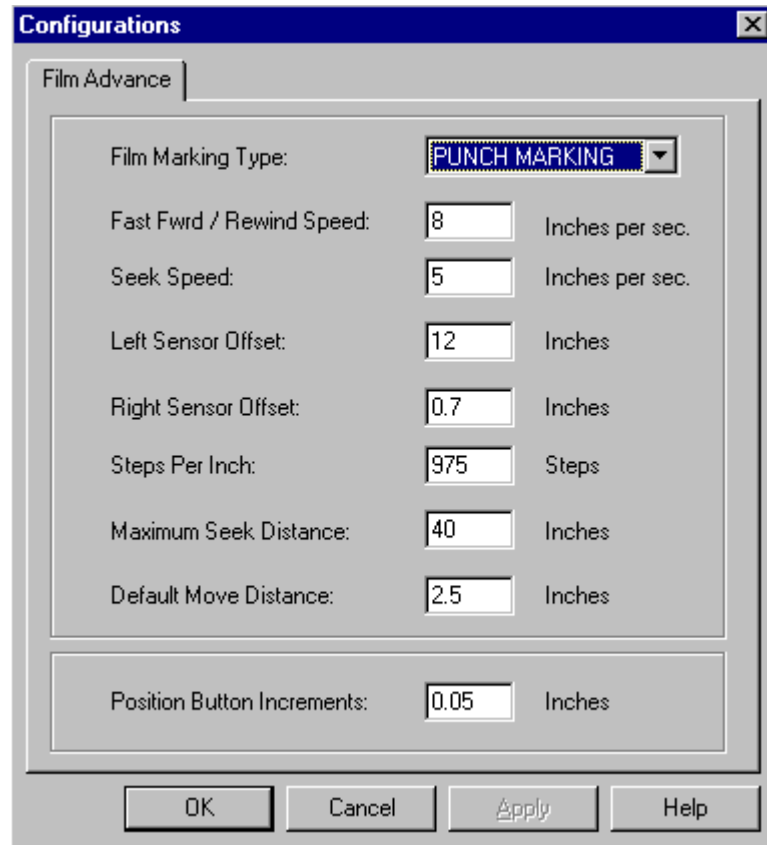 Configurations
Film Advance
Film Marking Type: PUNCH MARKING
Fast Fwrd / Rewind Speed: 8 Inches per sec.
Seek Speed: 5 Inches per sec.
Left Sensor Offset: 12 Inches
Right Sensor Offset: 0.7 Inches
Steps Per Inch: 975 Steps
Maximum Seek Distance: 40 Inches
Default Move Distance: 2.5 Inches
Position Button Increments: 0.05 Inches
OK Cancel Apply Help